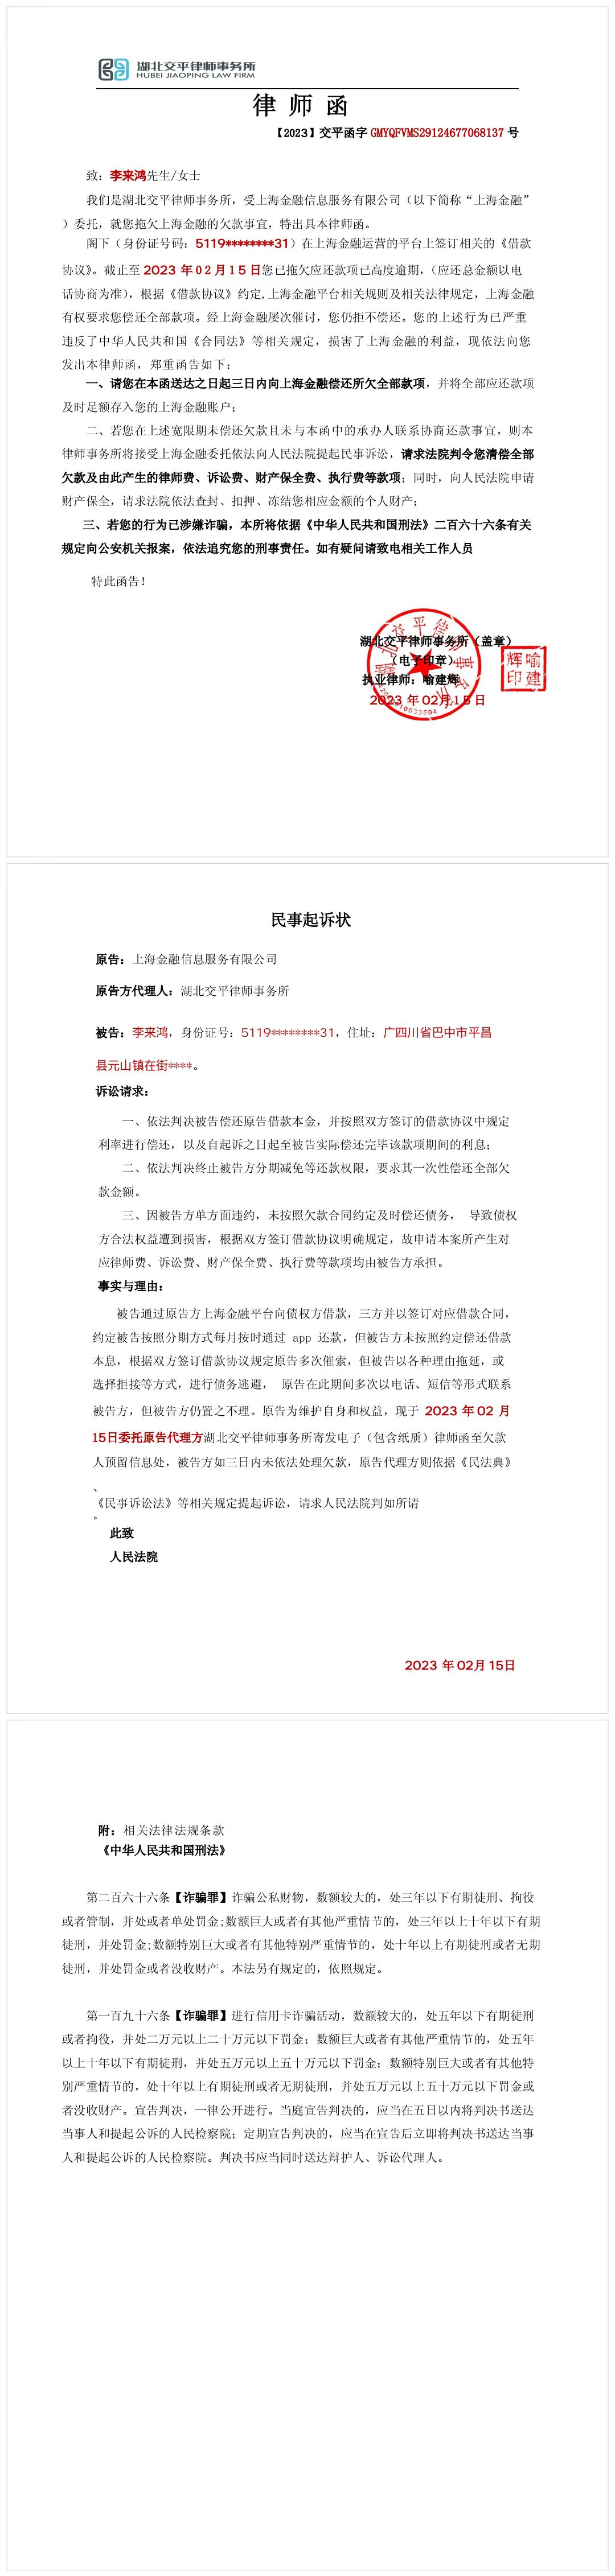 湖北交平律师事务所
HUBEI JIAOPING LAW FIRM
律 师 函
【2023】交平函字 GMYQFVMS29124677068137 号
致：李来鸿先生/女士
我们是湖北交平律师事务所，受上海金融信息服务有限公司（以下简称“上海金融”
）委托，就您拖欠上海金融的欠款事宜，特出具本律师函。
阁下（身份证号码：5119********31）在上海金融运营的平台上签订相关的《借款
协议》。截止至 2023 年 0 2 月 1 5 日您已拖欠应还款项已高度逾期，（应还总金额以电
话协商为准），根据《借款协议》约定,上海金融平台相关规则及相关法律规定，上海金融
有权要求您偿还全部款项。经上海金融屡次催讨，您仍拒不偿还。您的上述行为已严重
违反了中华人民共和国《合同法》等相关规定，损害了上海金融的利益，现依法向您
发出本律师函，郑重函告如下：
一、请您在本函送达之日起三日内向上海金融偿还所欠全部款项，并将全部应还款项
及时足额存入您的上海金融账户；
二、若您在上述宽限期未偿还欠款且未与本函中的承办人联系协商还款事宜，则本
律师务所将接受上海金融委托依法向人民法院提起民事诉讼，请求法院判令您清偿全部
欠款及由此产生的律师费、诉讼费、财产保全费、执行费等款项；同时，向人民法院申请
财产保全，请求法院依法查封、扣押、冻结您相应金额的个人财产；
三、若您的行为已涉嫌诈骗，本所将依据《中华人民共和国刑法》二百六十六条有关
规定向公安机关报案，依法追究您的刑事责任。如有疑问请致电相关工作人员
特此函告！
湖北交平律师事务所（盖章）
（电子印章）
执业律师：喻建辉
2023 年 02月 1 5 日
湖北交平律师事务所
喻建辉印
民事起诉状
原告：上海金融信息服务有限公司
原告方代理人：湖北交平律师事务所
被告：李来鸿，身份证号：5119********31，住址：广四川省巴中市平昌
县元山镇在街****。
诉讼请求：
一、依法判决被告偿还原告借款本金，并按照双方签订的借款协议中规定
利率进行偿还，以及自起诉之日起至被告实际偿还完毕该款项期间的利息；
二、依法判决终止被告方分期减免等还款权限，要求其一次性偿还全部欠
款金额。
三、因被告方单方面违约，未按照欠款合同约定及时偿还债务， 导致债权
方合法权益遭到损害，根据双方签订借款协议明确规定，故申请本案所产生对
应律师费、诉讼费、财产保全费、执行费等款项均由被告方承担。
事实与理由：
被告通过原告方上海金融平台向债权方借款，三方并以签订对应借款合同，
约定被告按照分期方式每月按时通过 app 还款，但被告方未按照约定偿还借款
本息，根据双方签订借款协议规定原告多次催索，但被告以各种理由拖延，或
选择拒接等方式，进行债务逃避， 原告在此期间多次以电话、短信等形式联系
被告方，但被告方仍置之不理。原告为维护自身和权益，现于 2023 年 02 月
15日委托原告代理方湖北交平律师事务所寄发电子（包含纸质）律师函至欠款
人预留信息处，被告方如三日内未依法处理欠款，原告代理方则依据《民法典》
、
《民事诉讼法》等相关规定提起诉讼，请求人民法院判如所请
。
此致
人民法院
2023 年 02月 15日
附：相关法律法规条款
《中华人民共和国刑法》
第二百六十六条【诈骗罪】诈骗公私财物，数额较大的，处三年以下有期徒刑、拘役
或者管制，并处或者单处罚金;数额巨大或者有其他严重情节的，处三年以上十年以下有期
徒刑，并处罚金;数额特别巨大或者有其他特别严重情节的，处十年以上有期徒刑或者无期
徒刑，并处罚金或者没收财产。本法另有规定的，依照规定。
第一百九十六条【诈骗罪】进行信用卡诈骗活动，数额较大的，处五年以下有期徒刑
或者拘役，并处二万元以上二十万元以下罚金；数额巨大或者有其他严重情节的，处五年
以上十年以下有期徒刑，并处五万元以上五十万元以下罚金；数额特别巨大或者有其他特
别严重情节的，处十年以上有期徒刑或者无期徒刑，并处五万元以上五十万元以下罚金或
者没收财产。宣告判决，一律公开进行。当庭宣告判决的，应当在五日以内将判决书送达
当事人和提起公诉的人民检察院；定期宣告判决的，应当在宣告后立即将判决书送达当事
人和提起公诉的人民检察院。判决书应当同时送达辩护人、诉讼代理人。